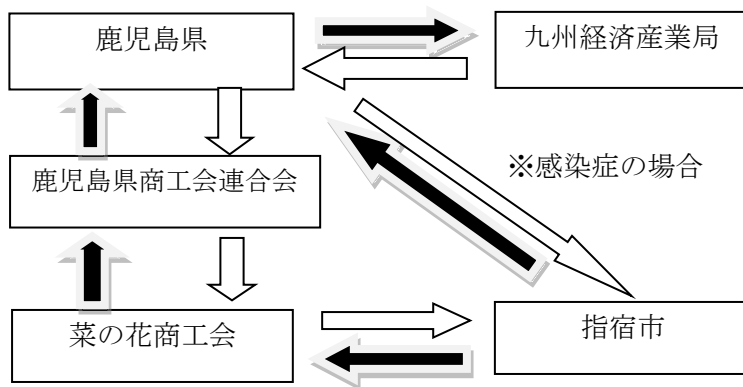 鹿児島県
九州経済産業局
鹿児島県商工会連合会
※感染症の場合
菜の花商工会
指宿市